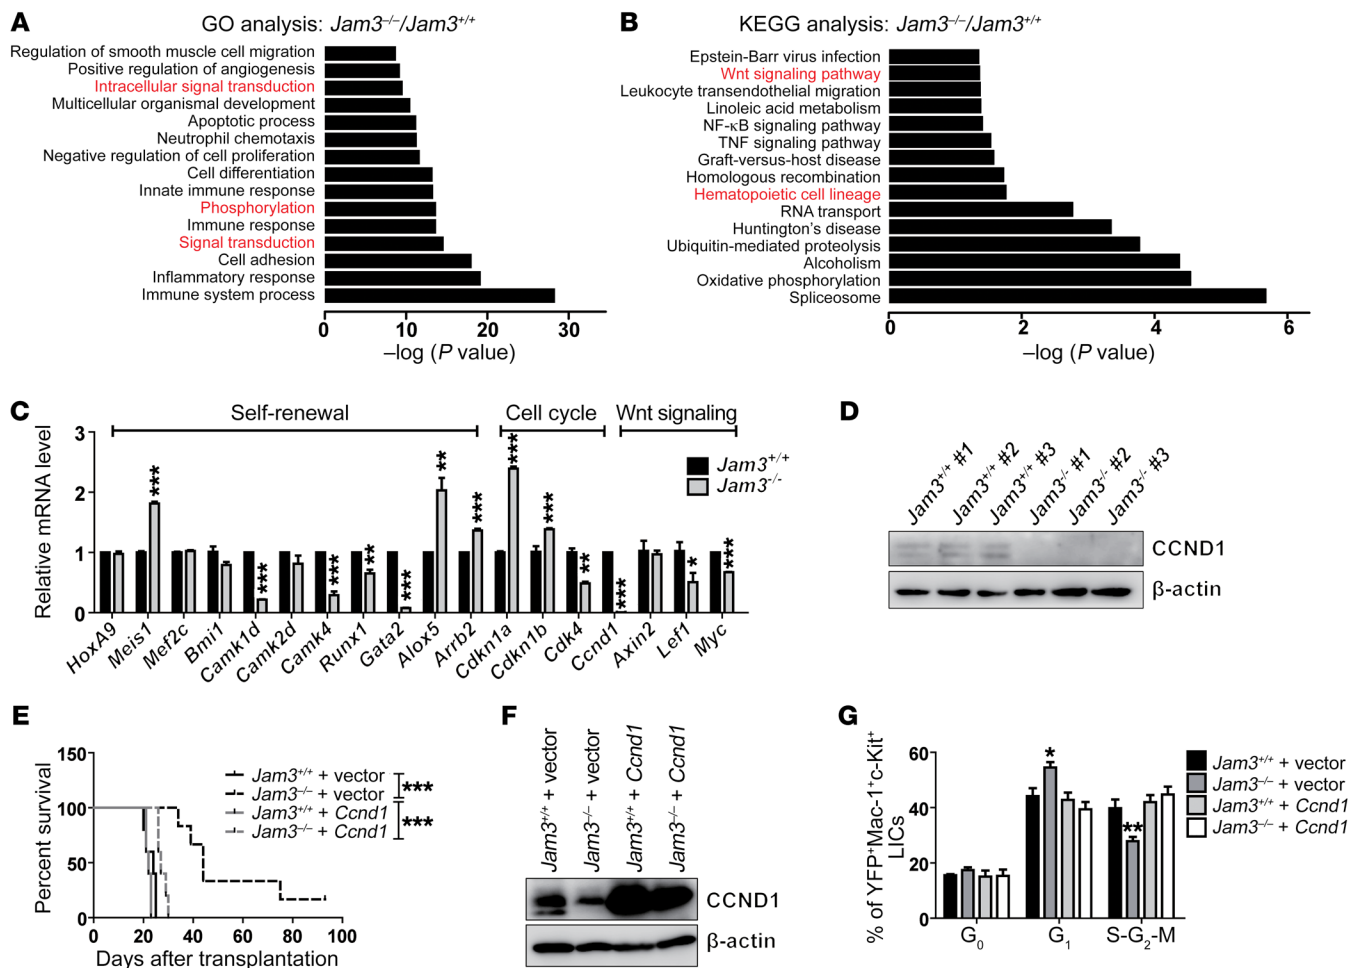 A
GO analysis: Jam3–/–/Jam3+/+
Regulation of smooth muscle cell migration
Positive regulation of angiogenesis
Intracellular signal transduction
Multicellular organismal development
Apoptotic process
Neutrophil chemotaxis
Negative regulation of cell proliferation
Cell differentiation
Innate immune response
Phosphorylation
Immune response
Signal transduction
Cell adhesion
Inflammatory response
Immune system process
0 10 20 30
–log (P value)
B
KEGG analysis: Jam3–/–/Jam3+/+
Epstein-Barr virus infection
Wnt signaling pathway
Leukocyte transendothelial migration
Linoleic acid metabolism
NF-κB signaling pathway
TNF signaling pathway
Graft-versus-host disease
Homologous recombination
Hematopoietic cell lineage
RNA transport
Huntington's disease
Ubiquitin-mediated proteolysis
Alcoholism
Oxidative phosphorylation
Spliceosome
0 2 4 6
–log (P value)
C
Self-renewal Cell cycle Wnt signaling
Relative mRNA level
3
2
1
0
Jam3+/+
Jam3-/-
*** *** *** ** *** ** *** *** *** ** *** * ***
HoxA9 Meis1 Mef2c Bmi1 Camk1d Camk2d Camk4 Runx1 Gata2 Alox5 Arrb2 Cdkn1a Cdkn1b Cdk4 Ccnd1 Axin2 Lef1 Myc
D
Jam3+/+ #1 Jam3+/+ #2 Jam3+/+ #3 Jam3-/- #1 Jam3-/- #2 Jam3-/- #3
CCND1
β-actin
E
Percent survival
150
100
50
0
0 20 40 60 80 100
Days after transplantation
Jam3+/+ + vector
Jam3–/– + vector
Jam3+/+ + Ccnd1
Jam3–/– + Ccnd1
***
***
F
Jam3+/+ + vector Jam3–/– + vector Jam3+/+ + Ccnd1 Jam3–/– + Ccnd1
CCND1
β-actin
G
% of YFP+Mac-1+c-Kit+
LICs
60
40
20
0
*
**
G0 G1 S-G2-M
Jam3+/+ + vector
Jam3–/– + vector
Jam3+/+ + Ccnd1
Jam3–/– + Ccnd1